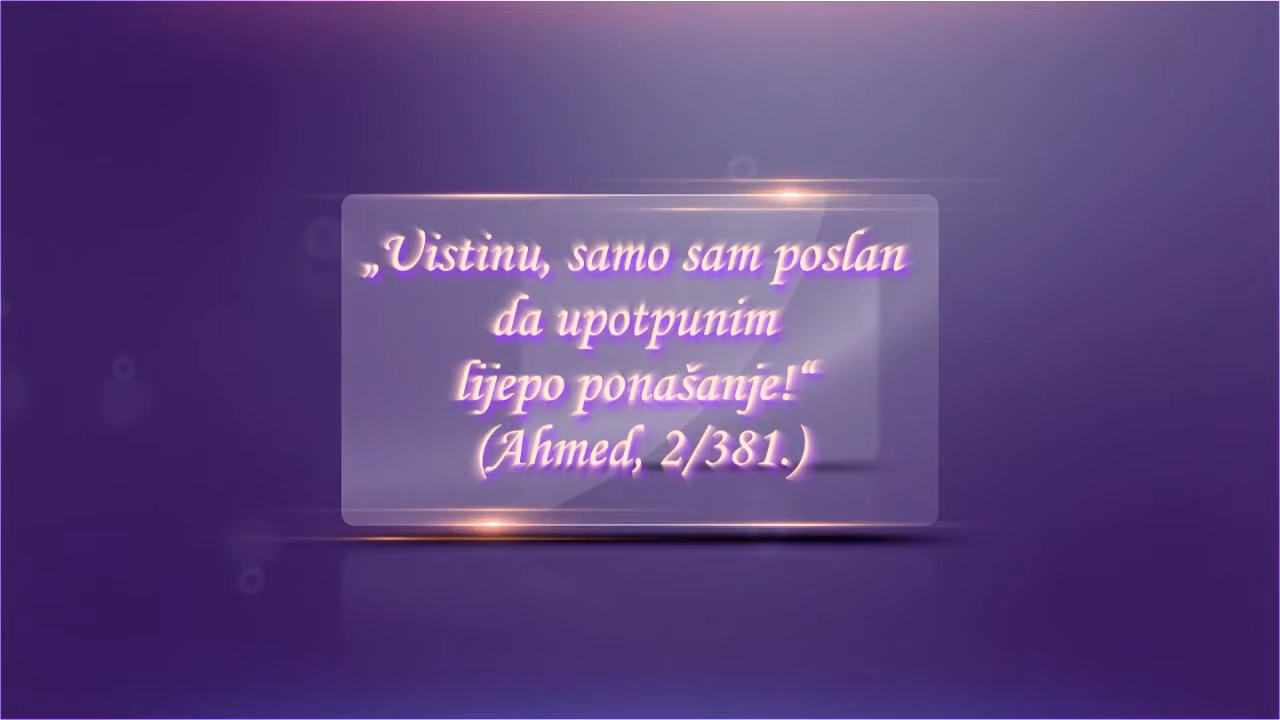 „Uistinu, samo sam poslan
da upotpunim
lijepo ponašanje!“
(Ahmed, 2/381.)